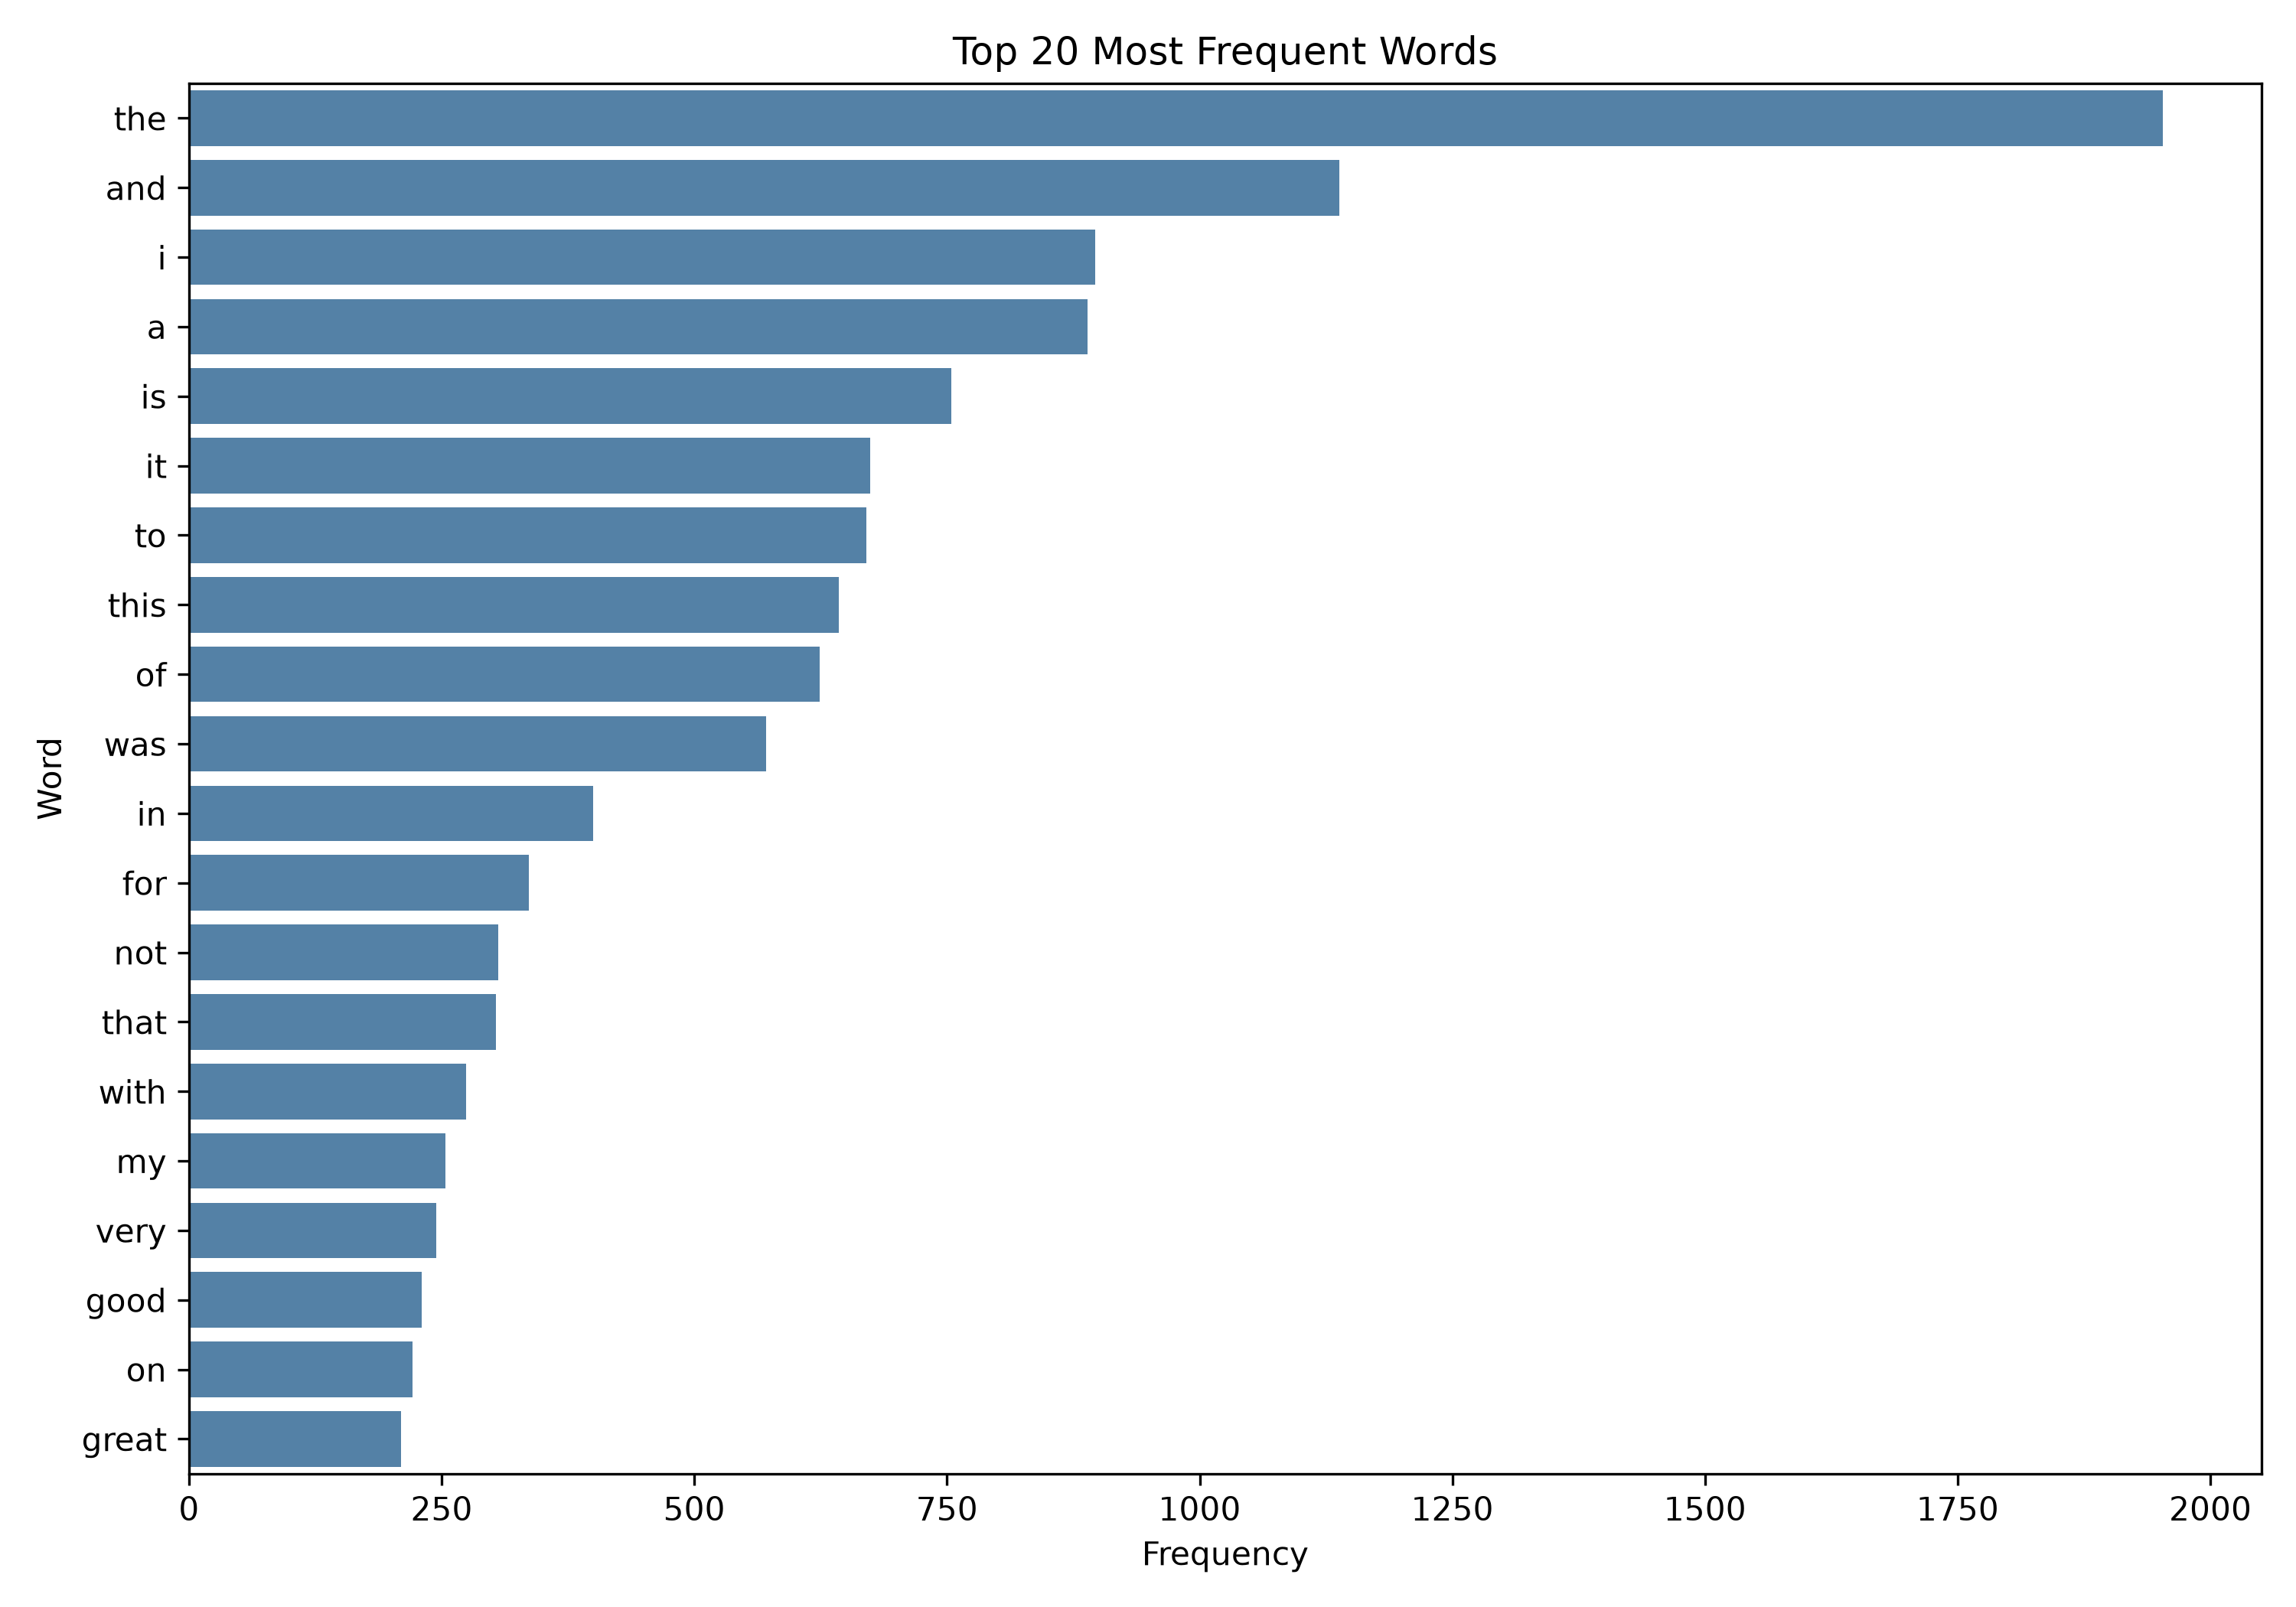 Top 20 Most Frequent Words
the
and
i
a
is
it
to
this
of
was
in
for
not
that
with
my
very
good
on
great
Word
0 250 500 750 1000 1250 1500 1750 2000
Frequency